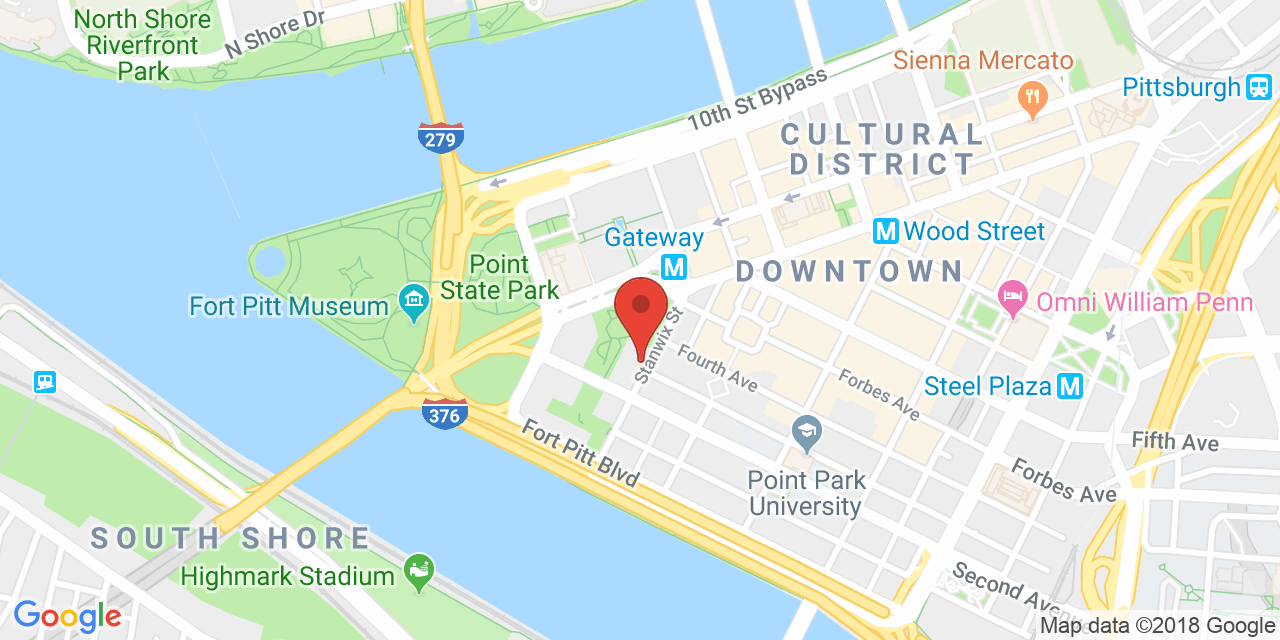 North Shore
Riverfront
Park
N Shore Dr
Sienna Mercato
10th St Bypass
Pittsburgh
279
CULTURAL
DISTRICT
Gateway
M
M Wood Street
Point
State Park
DOWNTOWN
Fort Pitt Museum
Omni William Penn
Stanwix St
Fourth Ave
Forbes Ave
Steel Plaza M
376
Fort Pitt Blvd
Fifth Ave
Point Park
University
Forbes Ave
SOUTH SHORE
Highmark Stadium
Second Avenue
Google
Map data ©2018 Google